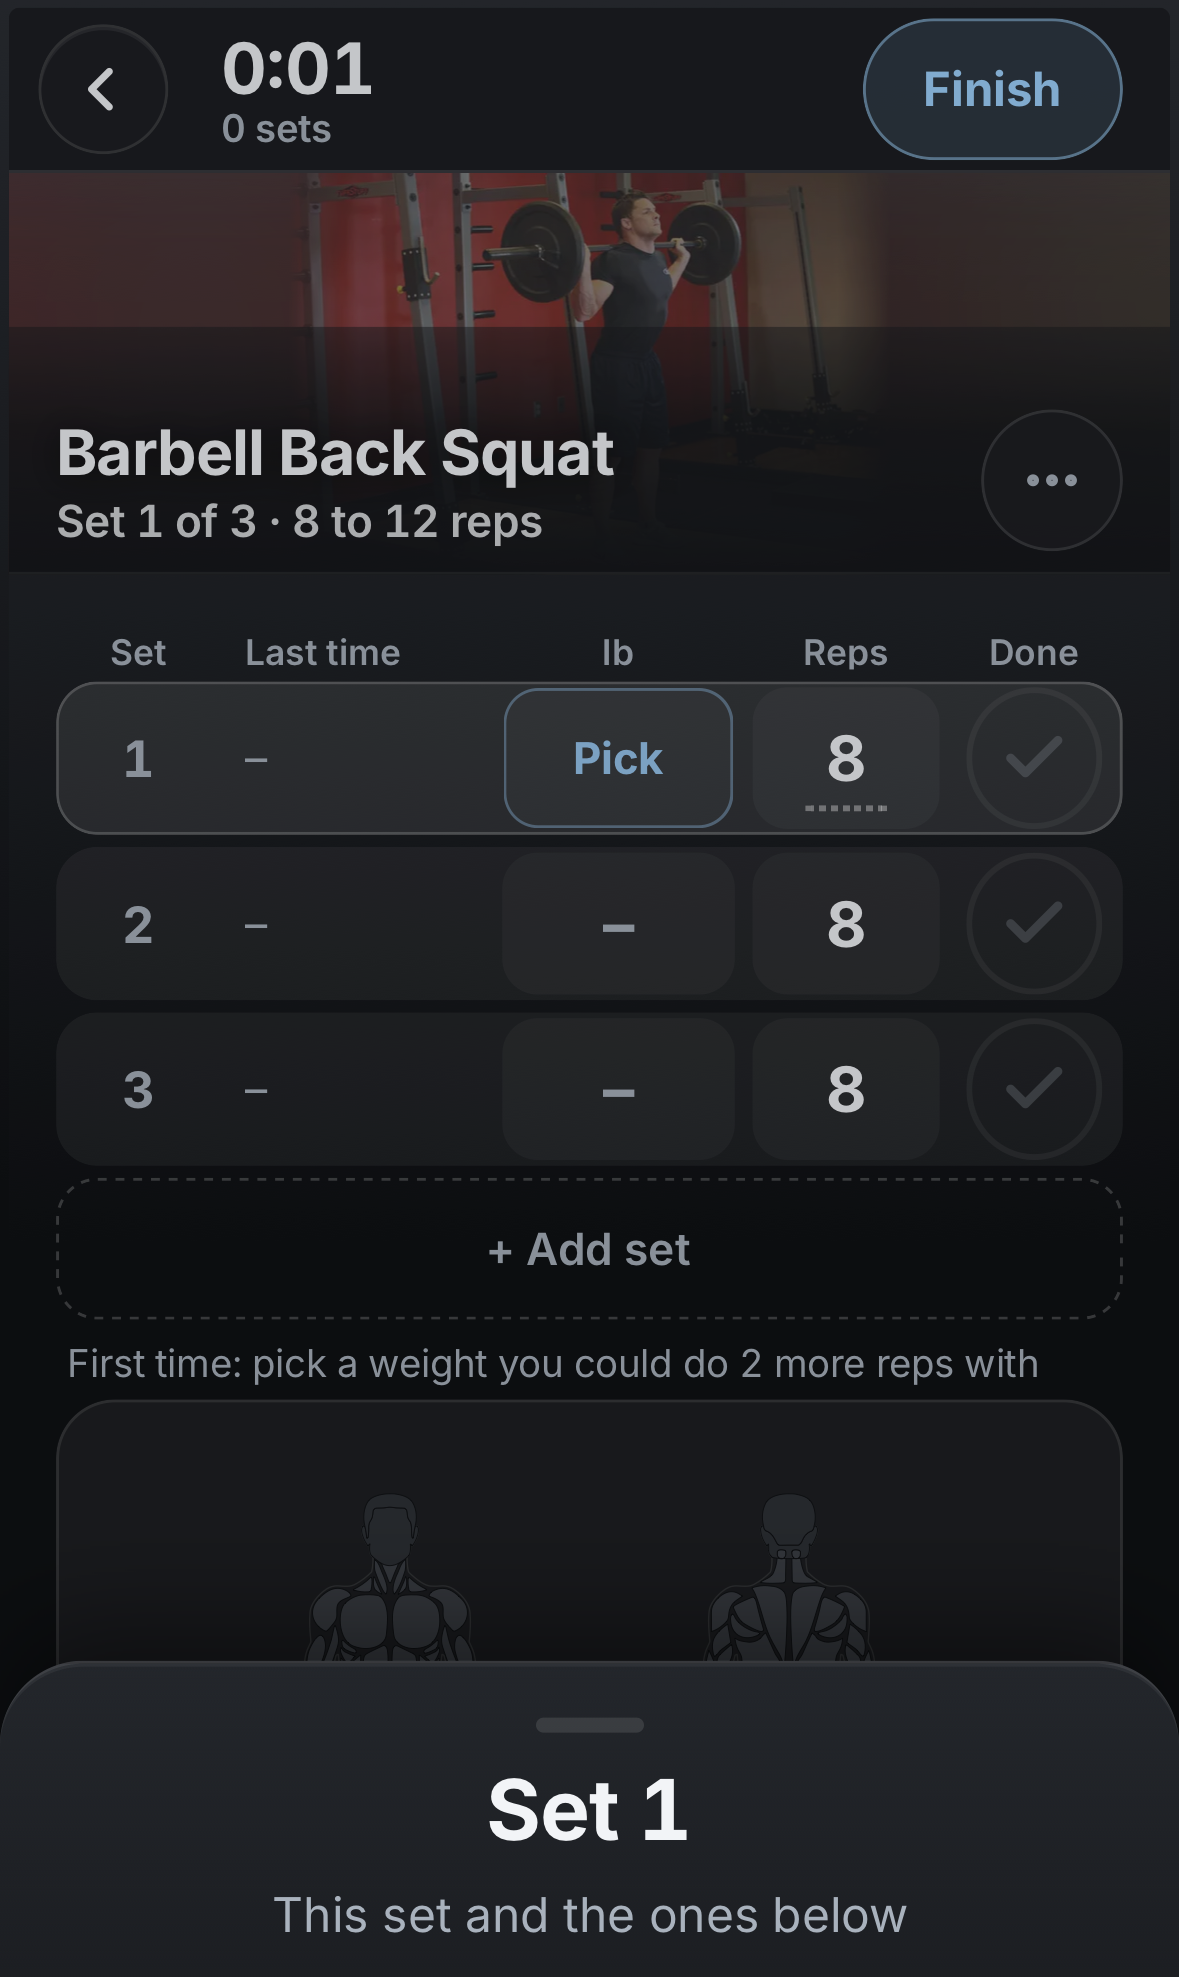 0:01
0 sets
Finish
Barbell Back Squat
Set 1 of 3 · 8 to 12 reps
Set Last time lb Reps Done
1 – Pick 8
2 – – 8
3 – – 8
+ Add set
First time: pick a weight you could do 2 more reps with
Set 1
This set and the ones below